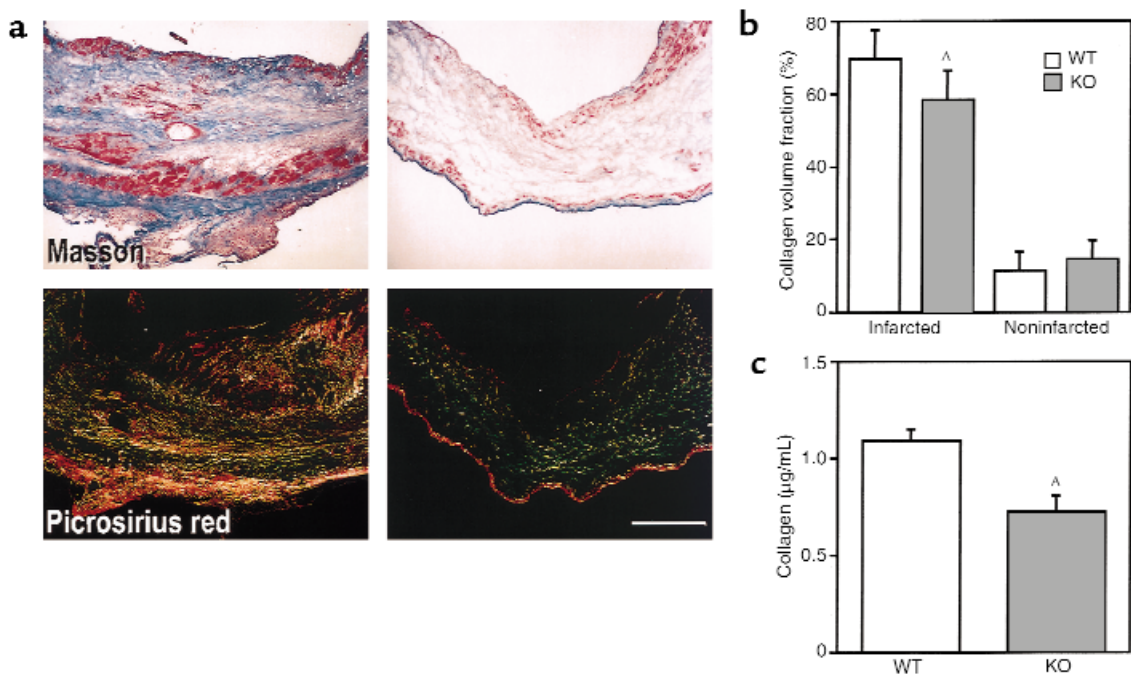 a
Masson
Picrosirius red
b
Collagen volume fraction (%)
80
60
40
20
0
WT
KO
A
Infarcted Noninfarcted
c
Collagen (µg/mL)
1.5
1.0
0.5
0
A
WT KO